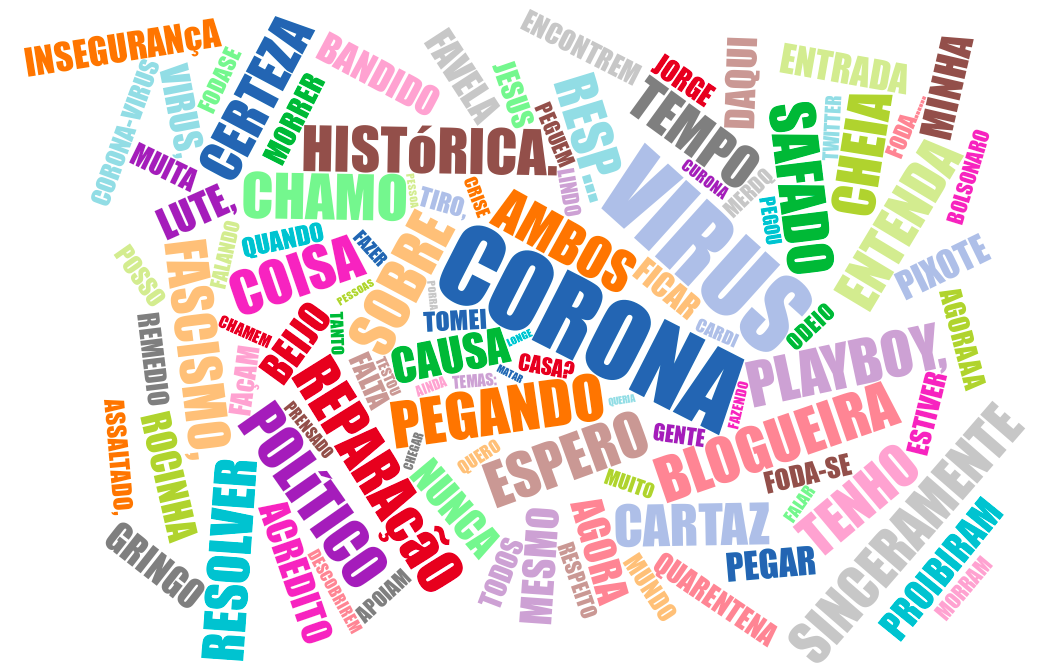 INSEGURANçA
CORONA-VIRUS
VIRUS
FODASE
CERTEZA
MORRER
BANDIDO
FAVELA
JESUS
ENCONTREM
JORGE
DAQUI
ENTRADA
MINHA
TEMPO
RESP...
PEGUEM
LINDO
HISTóRICA.
MUITA
LUTE,
CHAMO
PESSOA
TIRO,
CRISE
CURONA
MERDO
PEGOU
SAFADO
TWITTER
CHEIA
FODA......
BOLSONARO
ENTENDA
PIXOTE
VIRUS
AMBOS
CORONA
FICAR
CARDI
ODEIO
QUANDO
FAZER
FALANDO
POSSO
FASCISMO,
COISA
PESSOAS
SOBRE
PORRA
TOMEI
LONGE
CAUSA
CASA?
MATAR
TEMAS:
AINDA
TESTOU
FALTA
TANTO
BEIJO
CHAMEM
FAÇAM
REMEDIO
ROCINHA
ASSALTADO,
GRINGO
RESOLVER
POLÍTICO
PRENSADO
REPARAçãO
CHEGAR
PEGANDO
QUERIA
QUERO
ESPERO
GENTE
FAZENDO
PLAYBOY,
AGORAAA
ESTIVER
BLOGUEIRA
FODA-SE
FALAR
TENHO
SINCERAMENTE
PROIBIRAM
MORRAM
MUITO
CARTAZ
PEGAR
QUARENTENA
MUNDO
AGORA
RESPEITO
MESMO
TODOS
NUNCA
APOIAM
DESCOBRIREM
ACREDITO